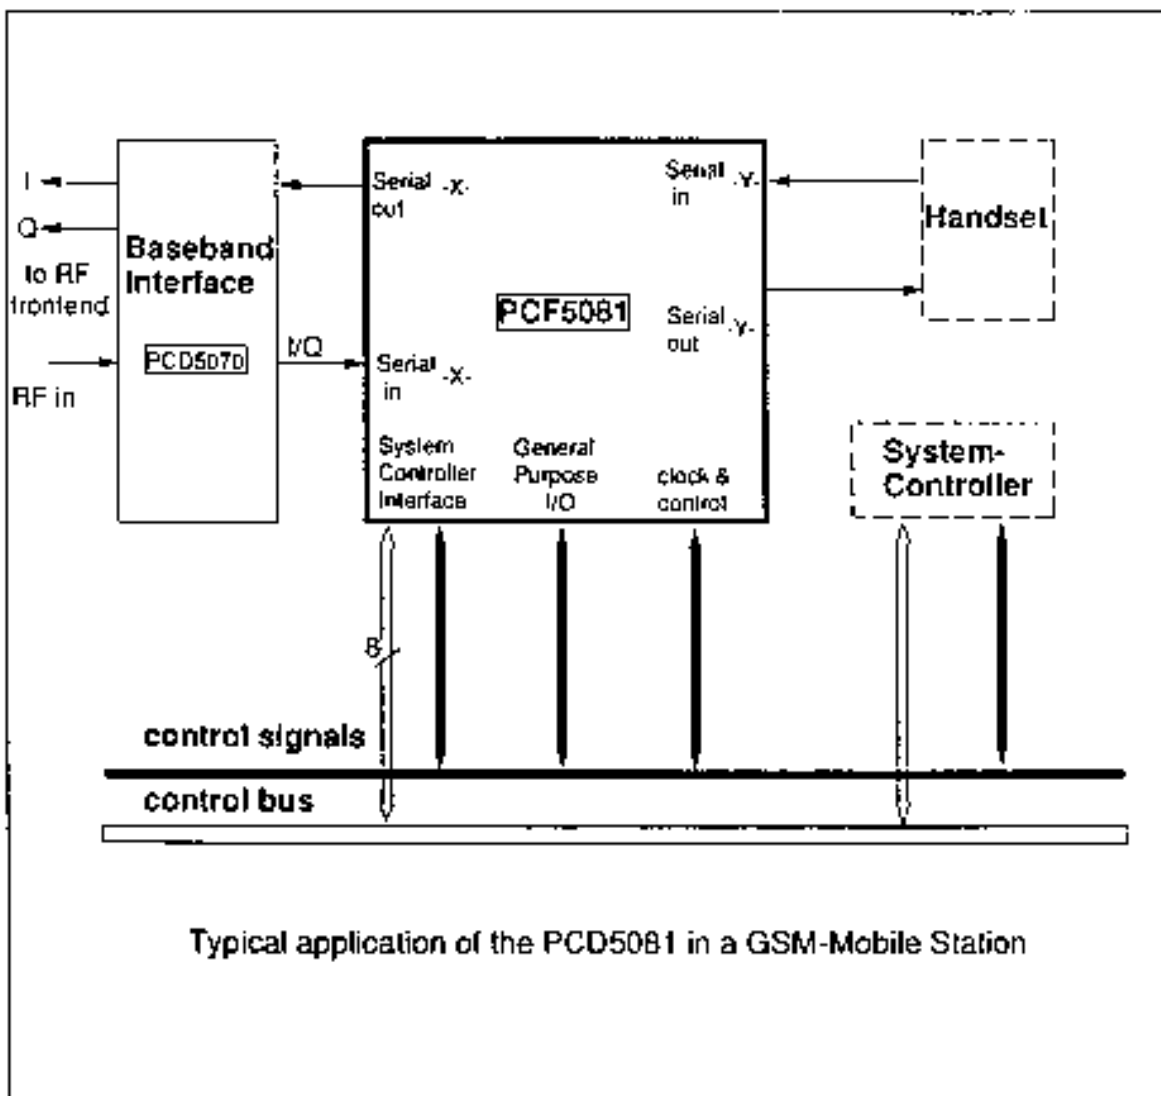 I
Q
to RF
frontend
RF in
Baseband
Interface
PCD5070
I/Q
Serial -X-
out
Serial -X-
in
PCF5081
Serial -Y-
in
Serial -Y-
out
System
Controller
Interface
General
Purpose
I/O
clock &
control
Handset
System-
Controller
8
control signals
control bus
Typical application of the PCD5081 in a GSM-Mobile Station